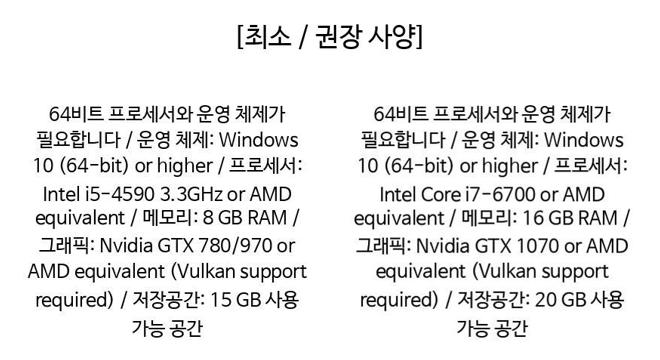 [최소 / 권장 사양]
64비트 프로세서와 운영 체제가
필요합니다 / 운영 체제: Windows
10 (64-bit) or higher / 프로세서:
Intel i5-4590 3.3GHz or AMD
equivalent / 메모리: 8 GB RAM /
그래픽: Nvidia GTX 780/970 or
AMD equivalent (Vulkan support
required) / 저장공간: 15 GB 사용
가능 공간
64비트 프로세서와 운영 체제가
필요합니다 / 운영 체제: Windows
10 (64-bit) or higher / 프로세서:
Intel Core i7-6700 or AMD
equivalent / 메모리: 16 GB RAM /
그래픽: Nvidia GTX 1070 or AMD
equivalent (Vulkan support
required) / 저장공간: 20 GB 사용
가능 공간